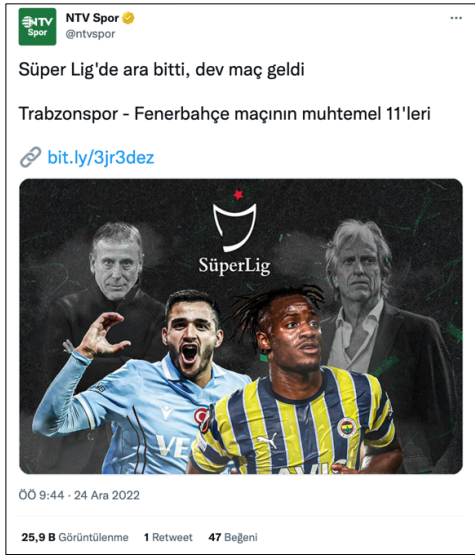 NTV Spor
@ntvspor
NTV
Spor
Süper Lig'de ara bitti, dev maç geldi
Trabzonspor - Fenerbahçe maçının muhtemel 11'leri
bit.ly/3jr3dez
SüperLig
ÖÖ 9:44 · 24 Ara 2022
25,9 B Görüntülenme 1 Retweet 47 Beğeni